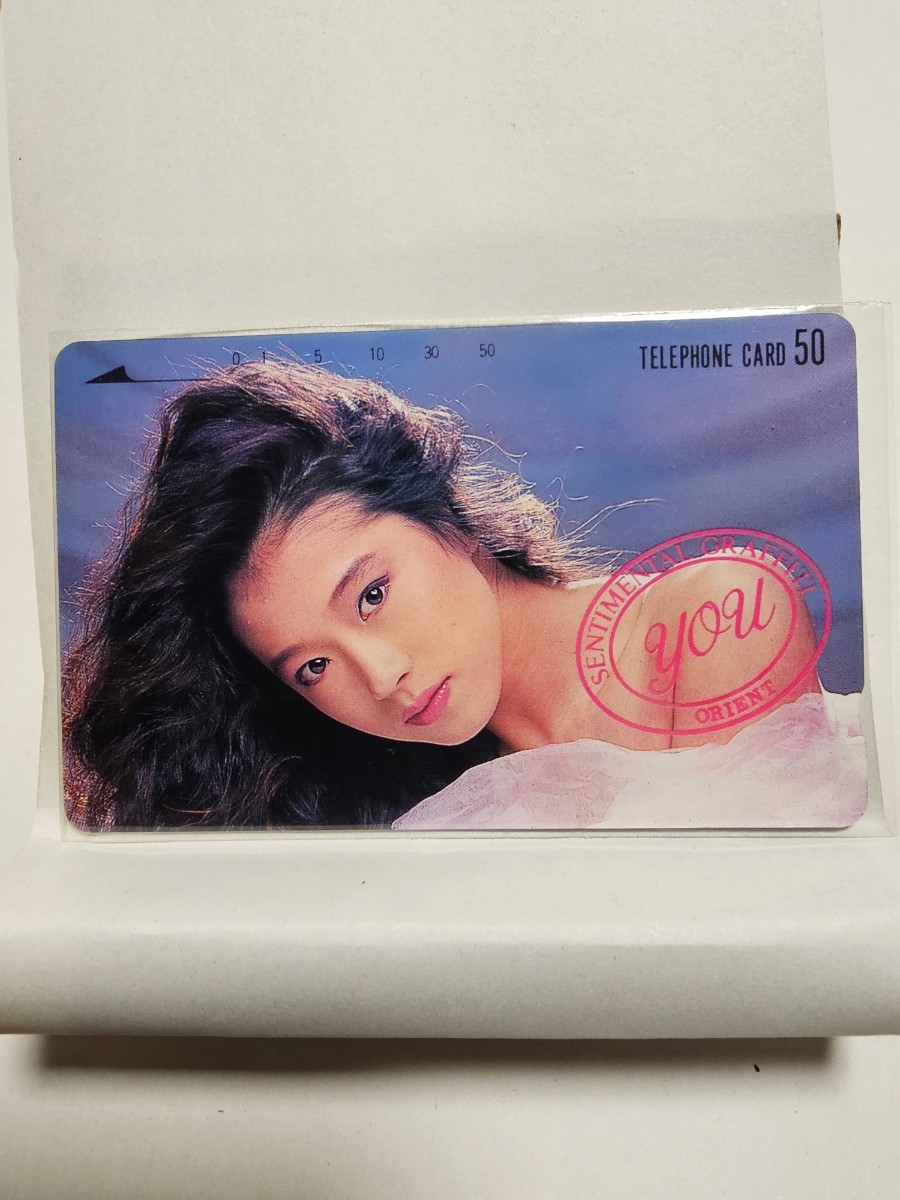 0 1 5 10 30 50
TELEPHONE CARD 50
SENTIMENTAL GRAFFITI
you
ORIENT